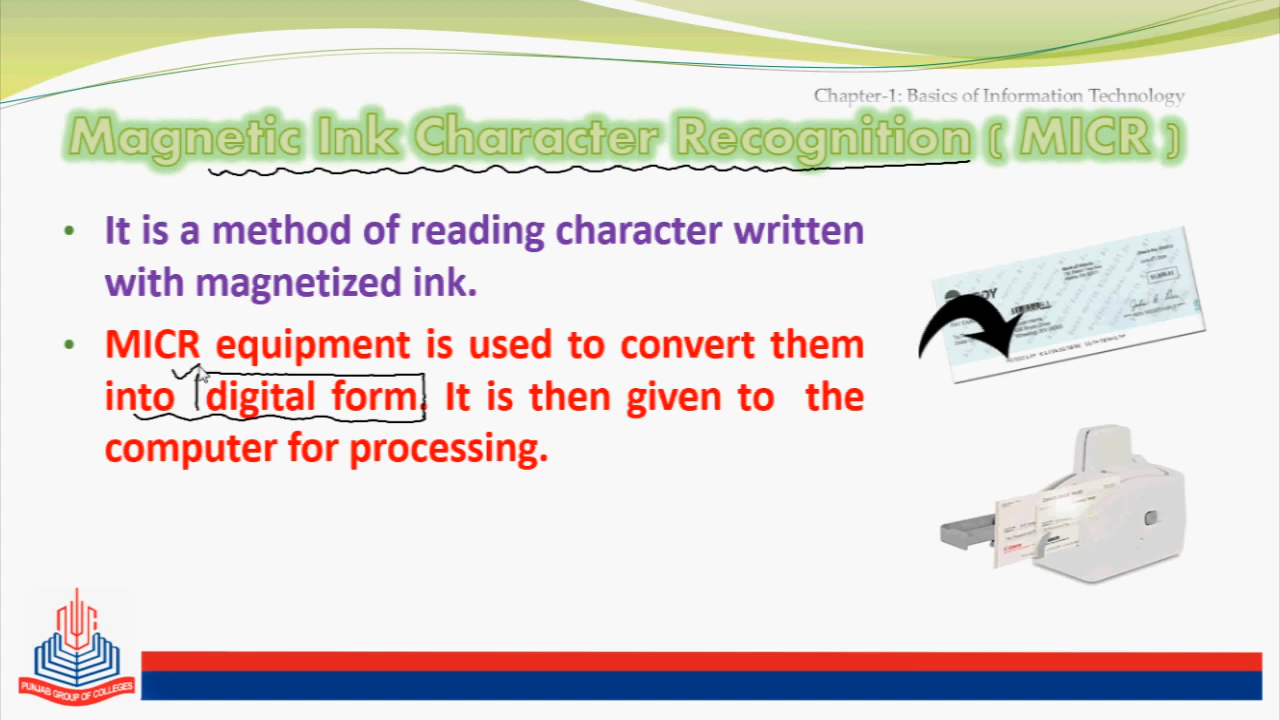 Chapter-1: Basics of Information Technology
Magnetic Ink Character Recognition ( MICR )
• It is a method of reading character written
with magnetized ink.
• MICR equipment is used to convert them
into digital form. It is then given to the
computer for processing.
PUNJAB GROUP OF COLLEGES